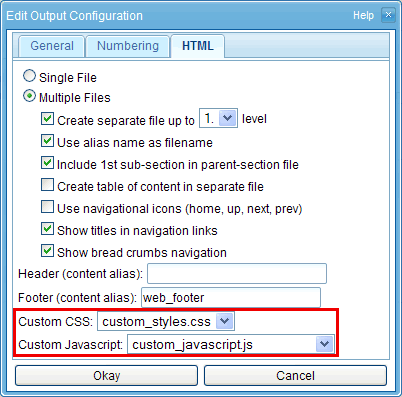 Edit Output Configuration Help
General Numbering HTML
Single File
Multiple Files
Create separate file up to 1. level
Use alias name as filename
Include 1st sub-section in parent-section file
Create table of content in separate file
Use navigational icons (home, up, next, prev)
Show titles in navigation links
Show bread crumbs navigation
Header (content alias):
Footer (content alias): web_footer
Custom CSS: custom_styles.css
Custom Javascript: custom_javascript.js
Okay Cancel